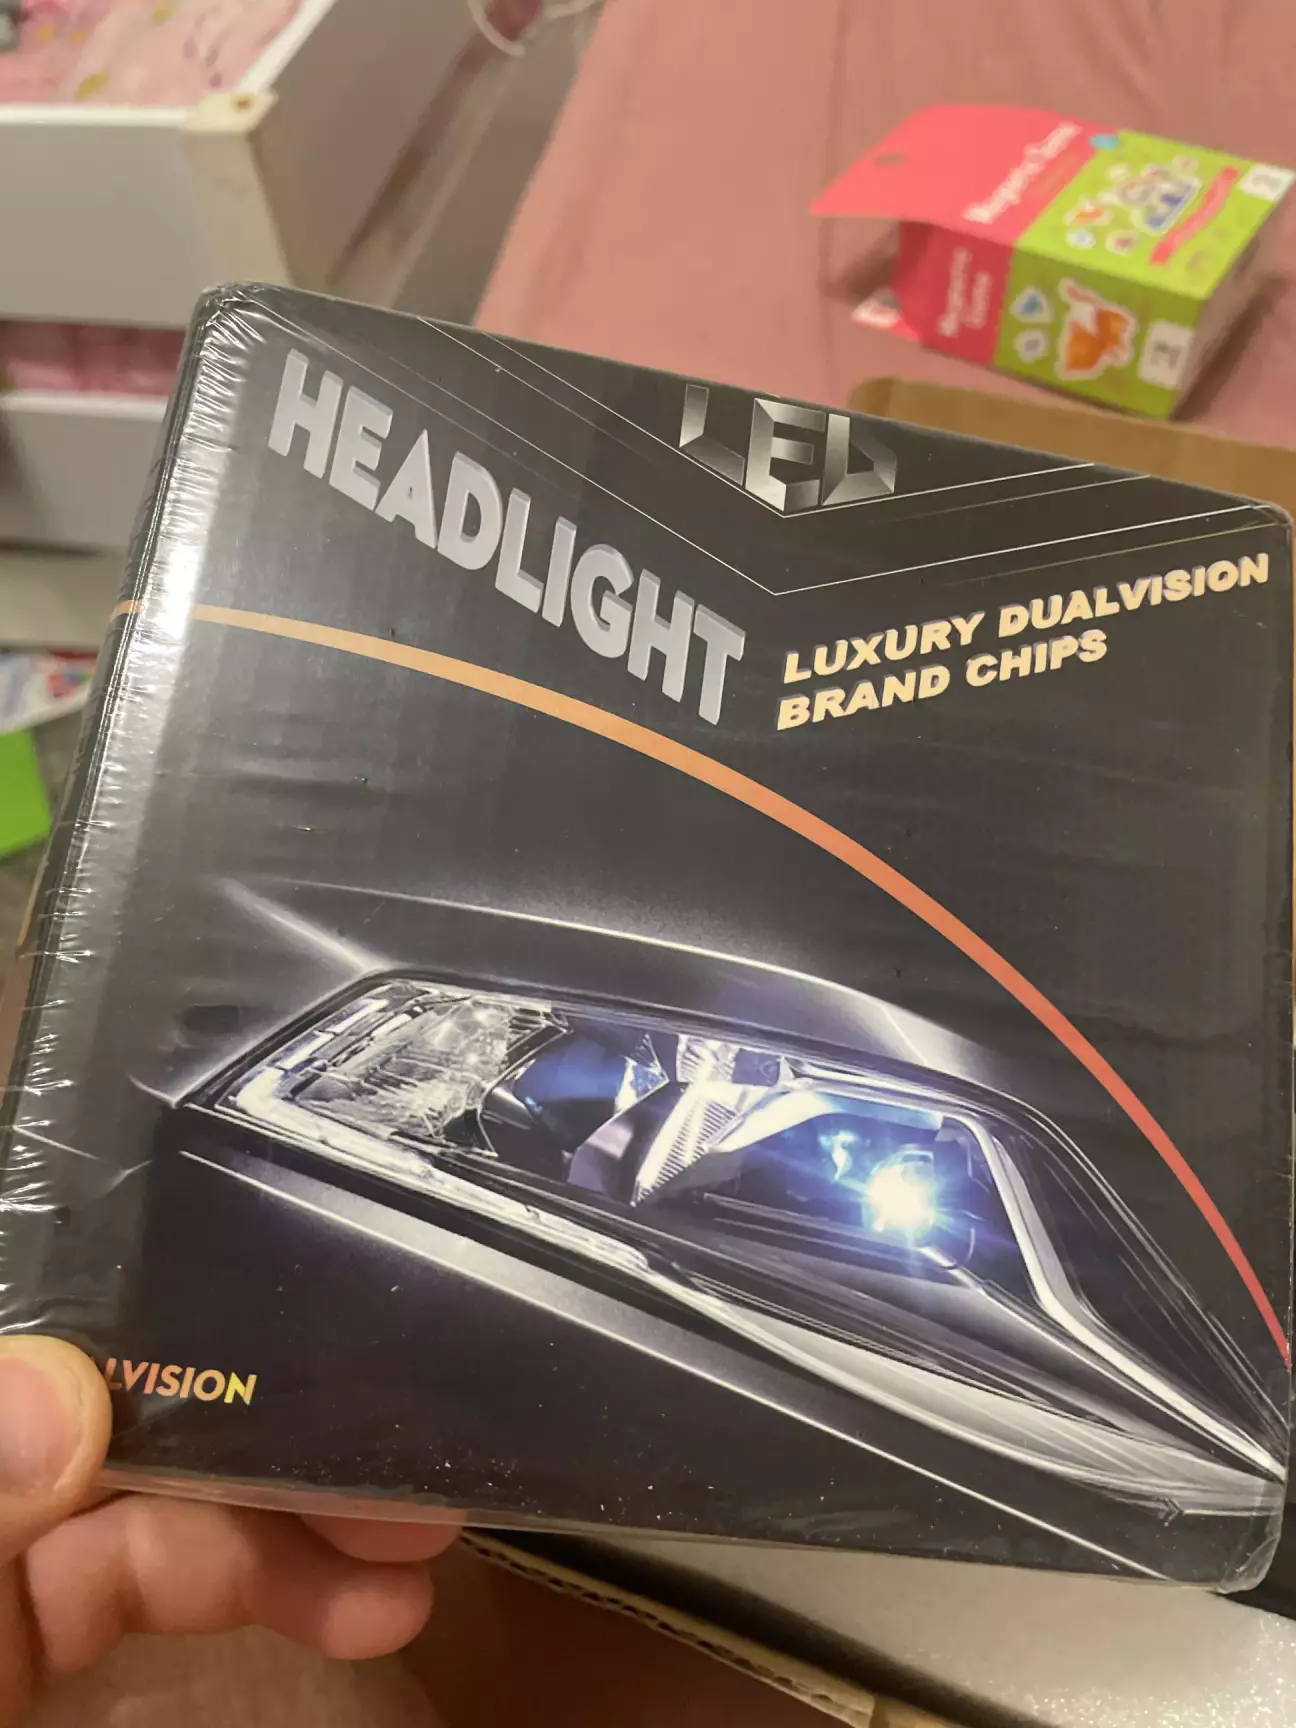 LED
HEADLIGHT
LUXURY DUALVISION
BRAND CHIPS
LVISION